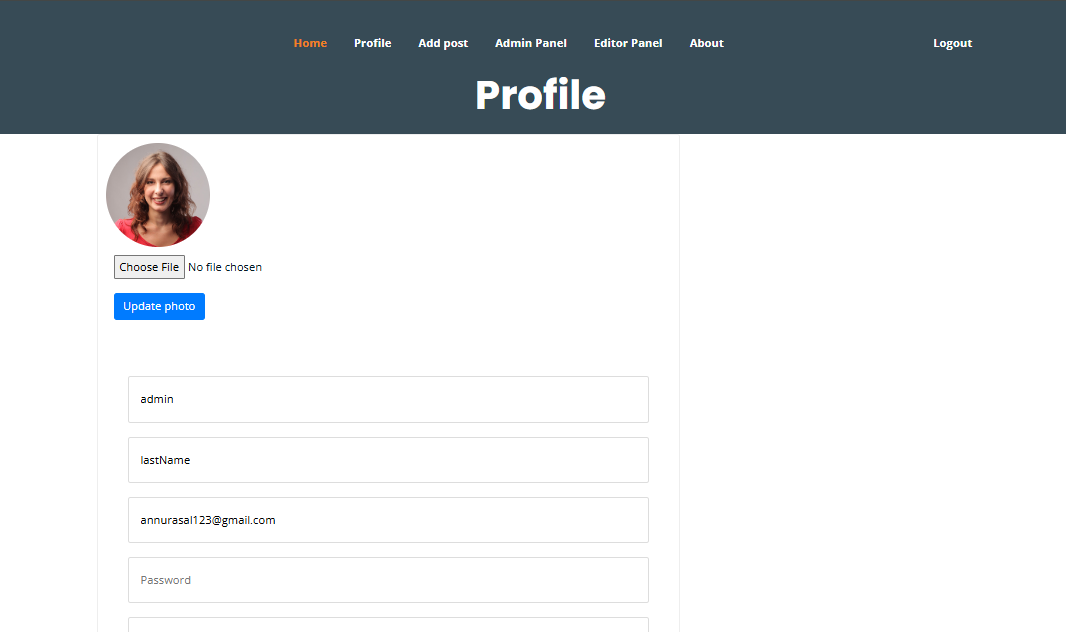 Home Profile Add post Admin Panel Editor Panel About Logout
Profile
Choose File No file chosen
Update photo
admin
lastName
annurasal123@gmail.com
Password